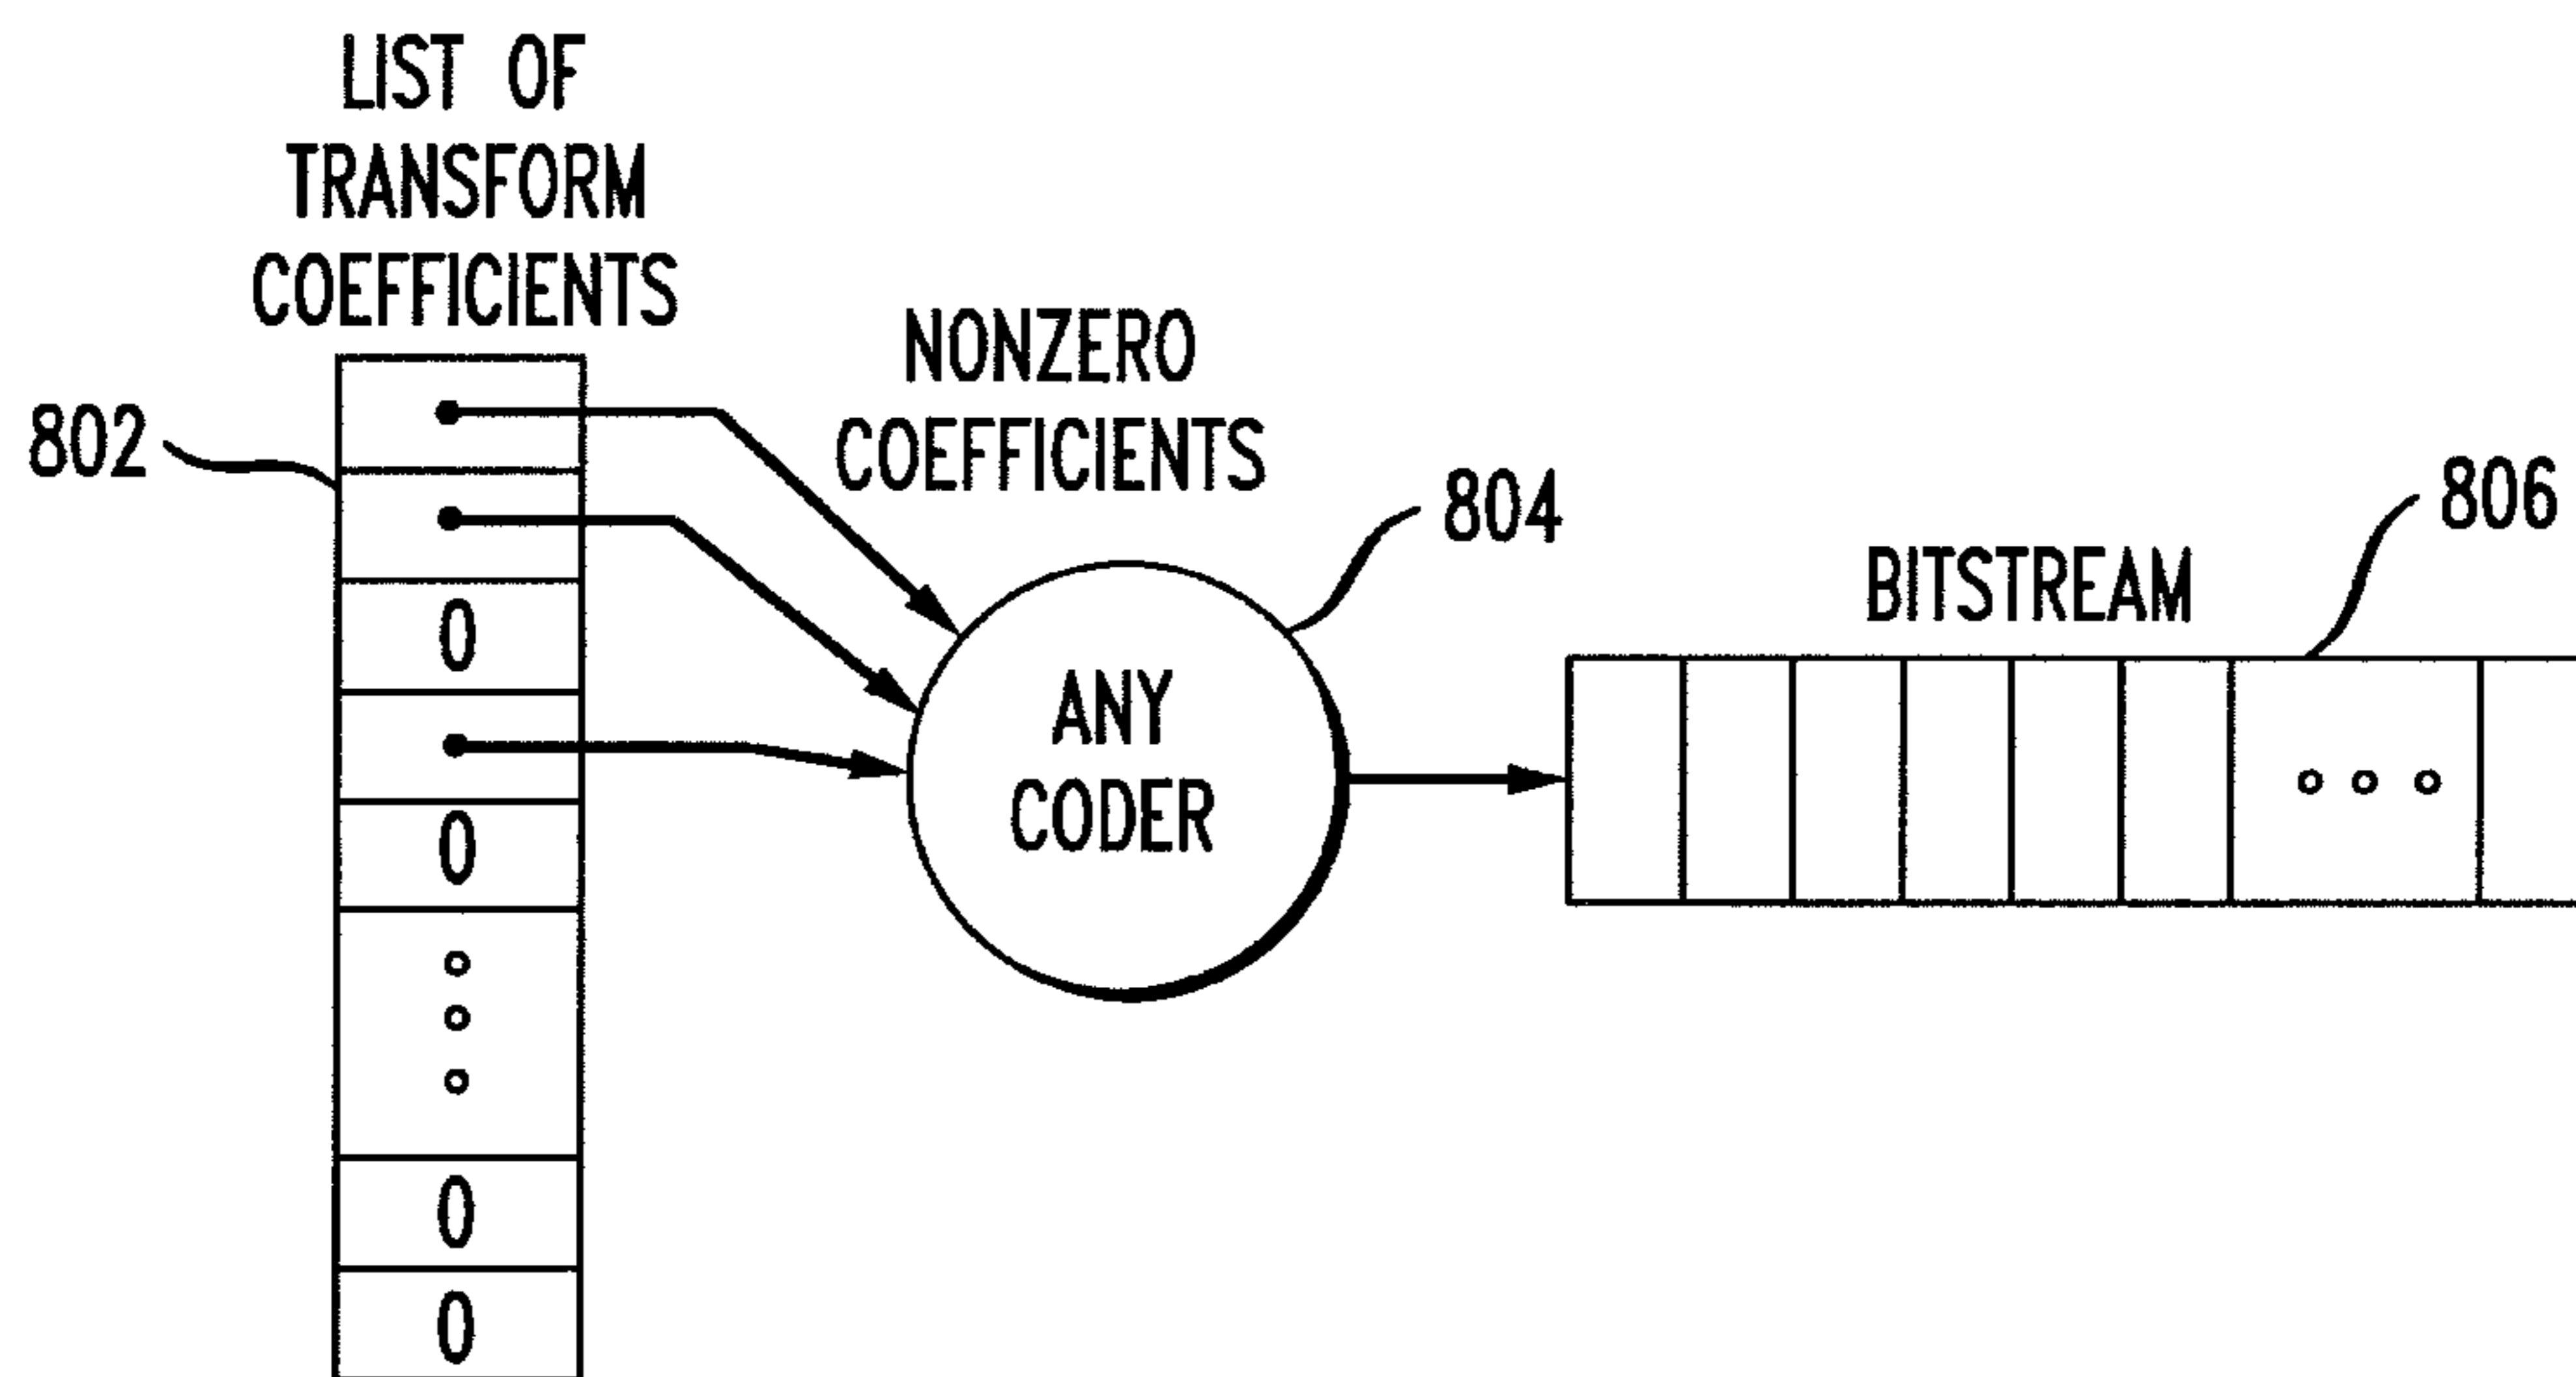 LIST OF
TRANSFORM
COEFFICIENTS
802
NONZERO
COEFFICIENTS
804
806
BITSTREAM
0
ANY
CODER
0
0
0